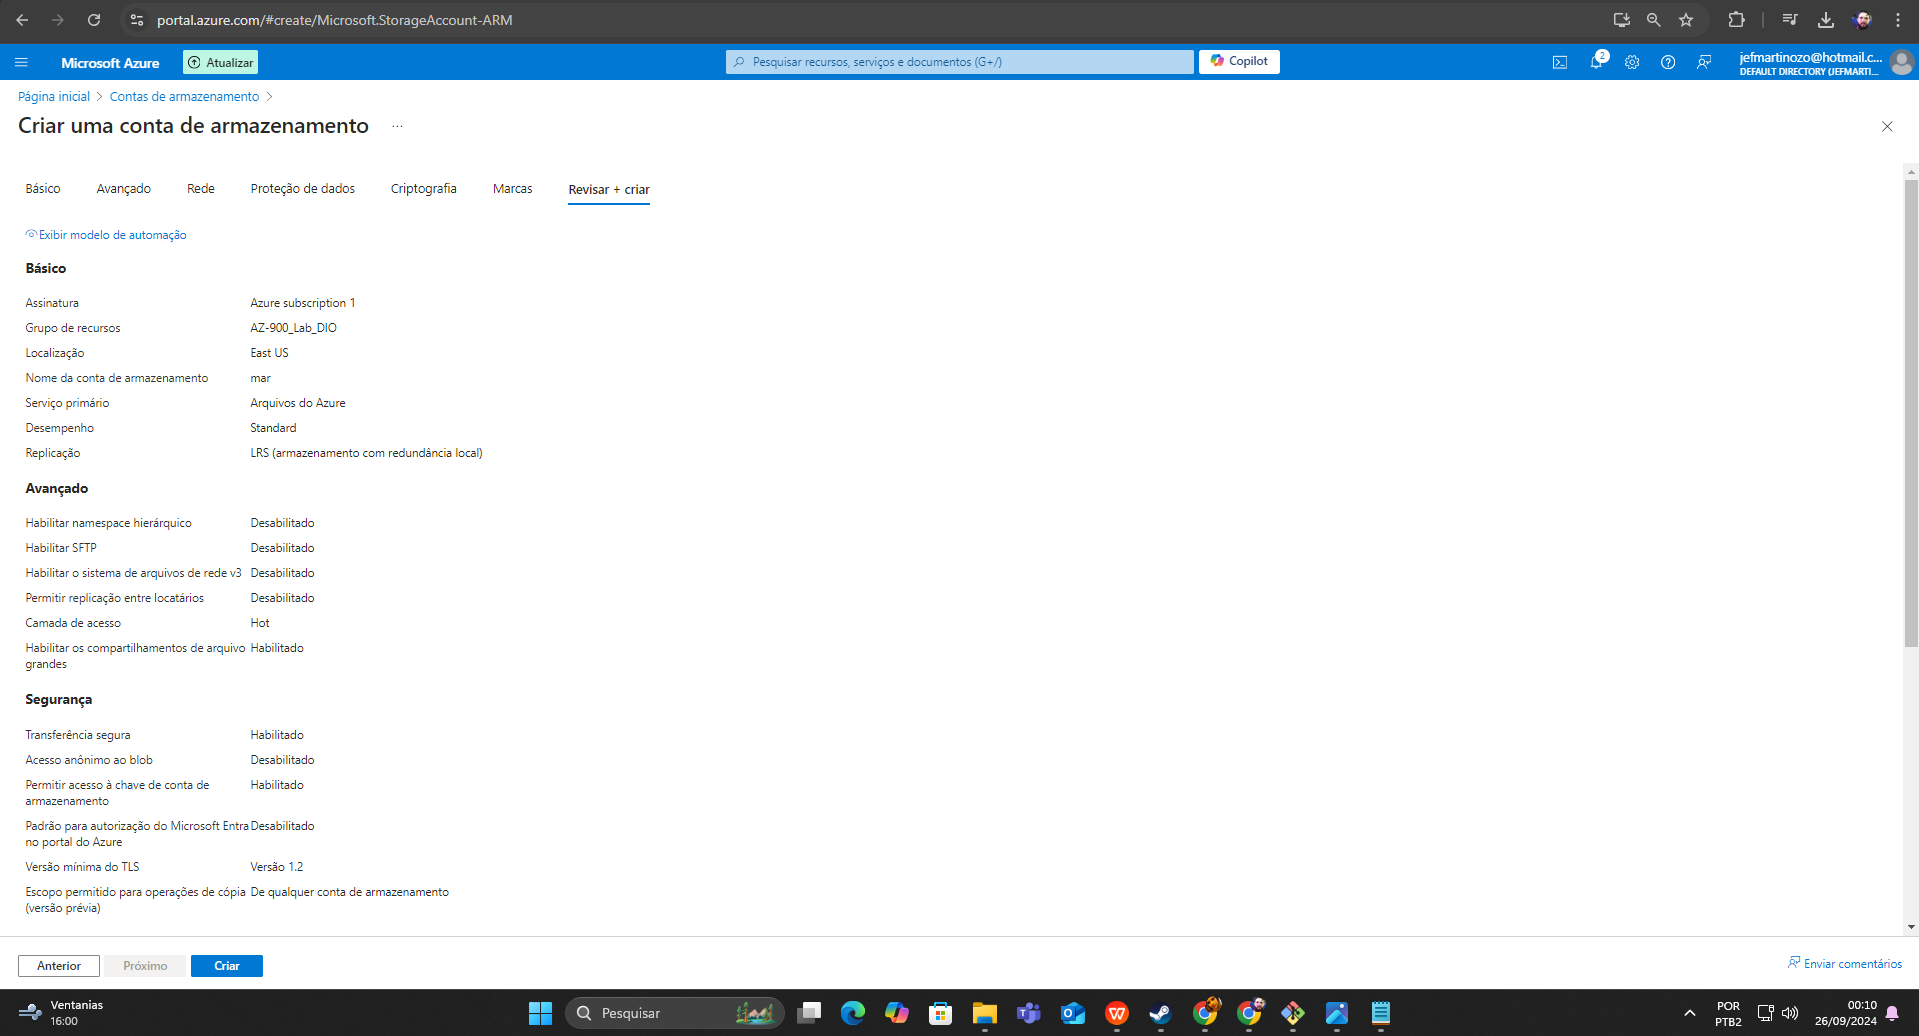 portal.azure.com/#create/Microsoft.StorageAccount-ARM
Microsoft Azure
Atualizar
Pesquisar recursos, serviços e documentos (G+/)
Copilot
2
jefmartinozo@hotmail.c...
DEFAULT DIRECTORY (JEFMARTI...
Página inicial > Contas de armazenamento >
Criar uma conta de armazenamento ...
Básico Avançado Rede Proteção de dados Criptografia Marcas Revisar + criar
Exibir modelo de automação
Básico
Assinatura Azure subscription 1
Grupo de recursos AZ-900_Lab_DIO
Localização East US
Nome da conta de armazenamento mar
Serviço primário Arquivos do Azure
Desempenho Standard
Replicação LRS (armazenamento com redundância local)
Avançado
Habilitar namespace hierárquico Desabilitado
Habilitar SFTP Desabilitado
Habilitar o sistema de arquivos de rede v3 Desabilitado
Permitir replicação entre locatários Desabilitado
Camada de acesso Hot
Habilitar os compartilhamentos de arquivo Habilitado
grandes
Segurança
Transferência segura Habilitado
Acesso anônimo ao blob Desabilitado
Permitir acesso à chave de conta de Habilitado
armazenamento
Padrão para autorização do Microsoft Entra Desabilitado
no portal do Azure
Versão mínima do TLS Versão 1.2
Escopo permitido para operações de cópia De qualquer conta de armazenamento
(versão prévia)
Anterior Próximo Criar
Enviar comentários
Ventanias
16:00
Pesquisar
POR
PTB2
00:10
26/09/2024